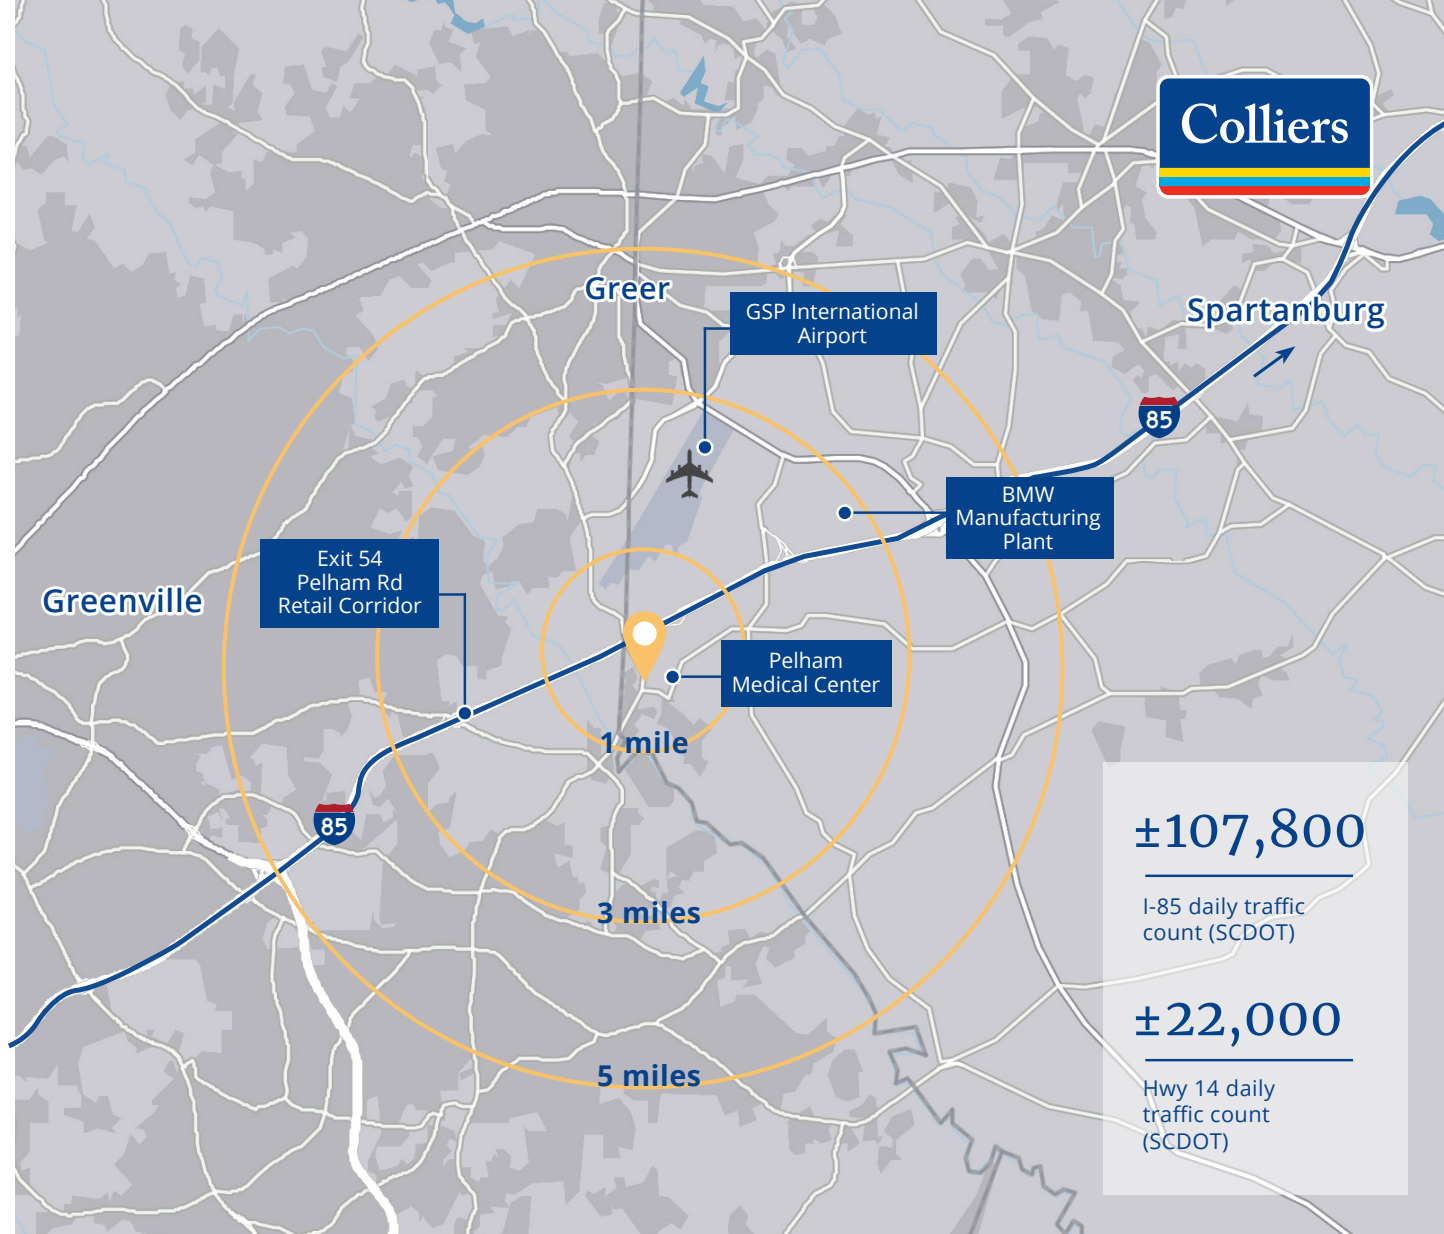 Colliers
Greer
GSP International
Airport
Spartanburg
85
BMW
Manufacturing
Plant
Exit 54
Pelham Rd
Retail Corridor
Greenville
Pelham
Medical Center
1 mile
85
±107,800
I-85 daily traffic
count (SCDOT)
3 miles
±22,000
5 miles
Hwy 14 daily
traffic count
(SCDOT)